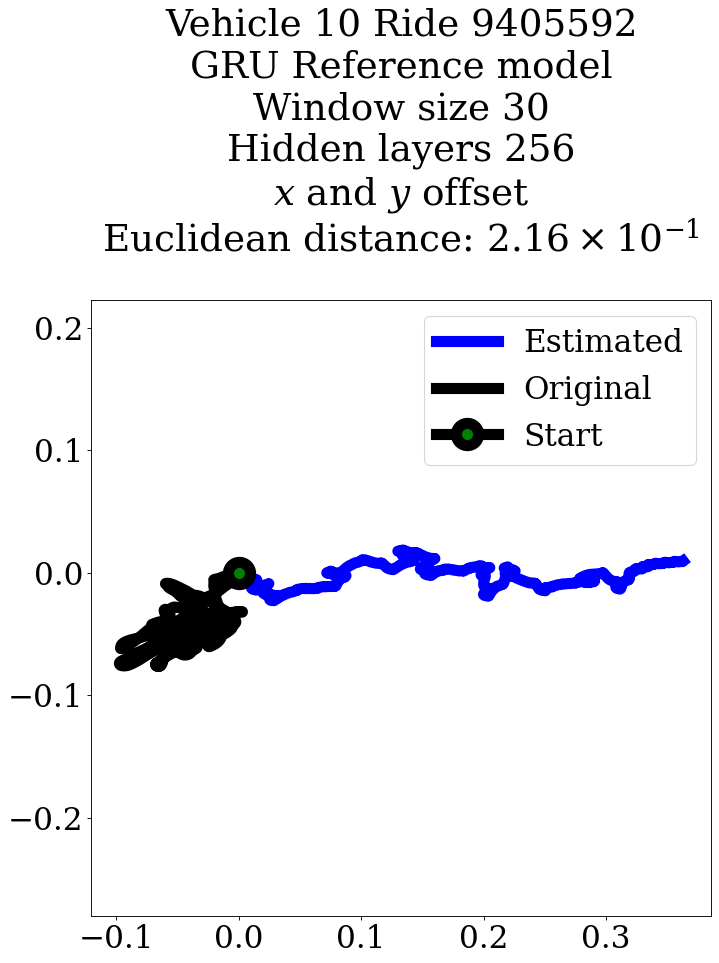 Vehicle 10 Ride 9405592
GRU Reference model
Window size 30
Hidden layers 256
x and y offset
Euclidean distance: 2.16 × 10⁻¹
Estimated
Original
Start
0.2
0.1
0.0
−0.1
−0.2
−0.1 0.0 0.1 0.2 0.3